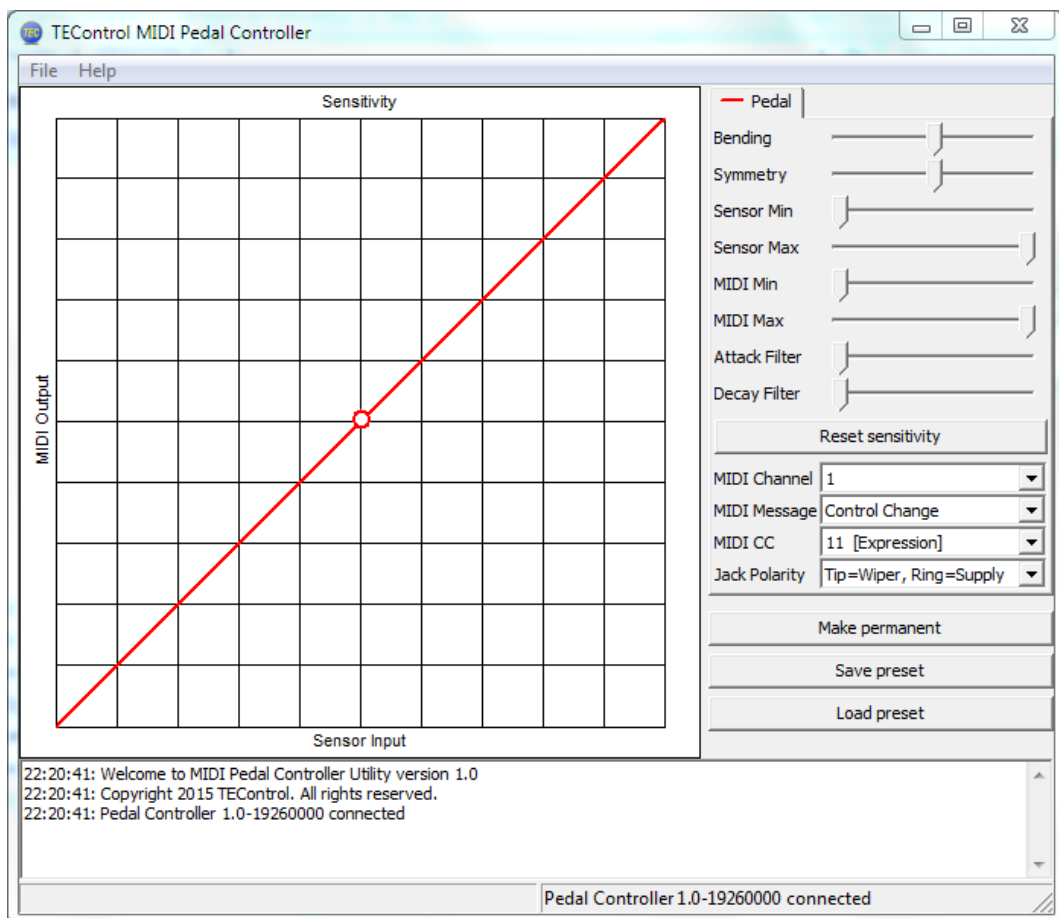 TEC TEControl MIDI Pedal Controller
File Help
Sensitivity
MIDI Output
Sensor Input
Pedal
Bending
Symmetry
Sensor Min
Sensor Max
MIDI Min
MIDI Max
Attack Filter
Decay Filter
Reset sensitivity
MIDI Channel 1
MIDI Message Control Change
MIDI CC 11 [Expression]
Jack Polarity Tip=Wiper, Ring=Supply
Make permanent
Save preset
Load preset
22:20:41: Welcome to MIDI Pedal Controller Utility version 1.0
22:20:41: Copyright 2015 TEControl. All rights reserved.
22:20:41: Pedal Controller 1.0-19260000 connected
Pedal Controller 1.0-19260000 connected